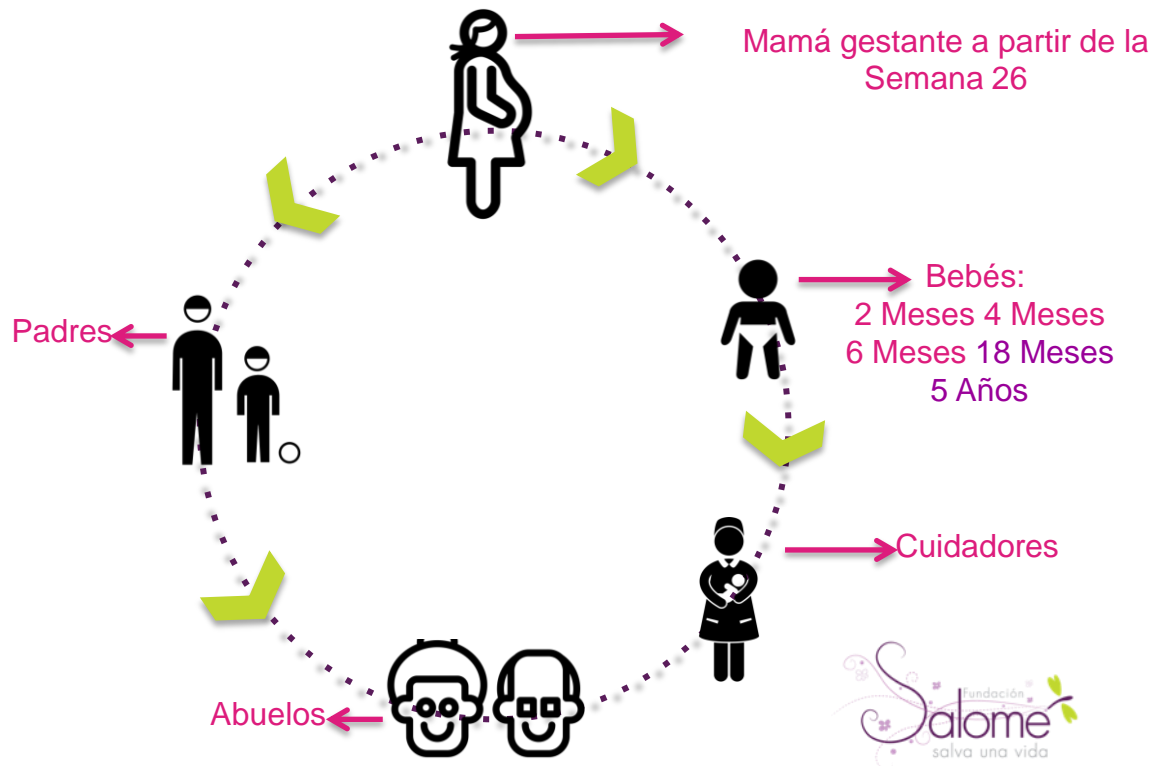 Mamá gestante a partir de la
Semana 26
Bebés:
2 Meses 4 Meses
6 Meses 18 Meses
5 Años
Padres
Cuidadores
Abuelos
Fundación
Salomé
salva una vida